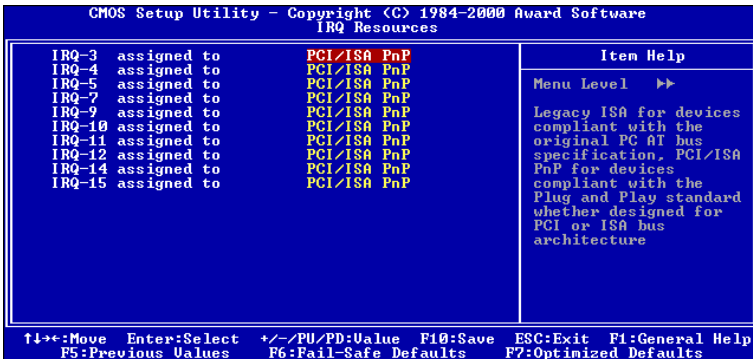 CMOS Setup Utility - Copyright (C) 1984-2000 Award Software
IRQ Resources
IRQ-3 assigned to PCI/ISA PnP
IRQ-4 assigned to PCI/ISA PnP
IRQ-5 assigned to PCI/ISA PnP
IRQ-7 assigned to PCI/ISA PnP
IRQ-9 assigned to PCI/ISA PnP
IRQ-10 assigned to PCI/ISA PnP
IRQ-11 assigned to PCI/ISA PnP
IRQ-12 assigned to PCI/ISA PnP
IRQ-14 assigned to PCI/ISA PnP
IRQ-15 assigned to PCI/ISA PnP
Item Help
Menu Level ▶▶
Legacy ISA for devices
compliant with the
original PC AT bus
specification, PCI/ISA
PnP for devices
compliant with the
Plug and Play standard
whether designed for
PCI or ISA bus
architecture
↑↓→←:Move Enter:Select +/-/PU/PD:Value F10:Save ESC:Exit F1:General Help
F5:Previous Values F6:Fail-Safe Defaults F7:Optimized Defaults